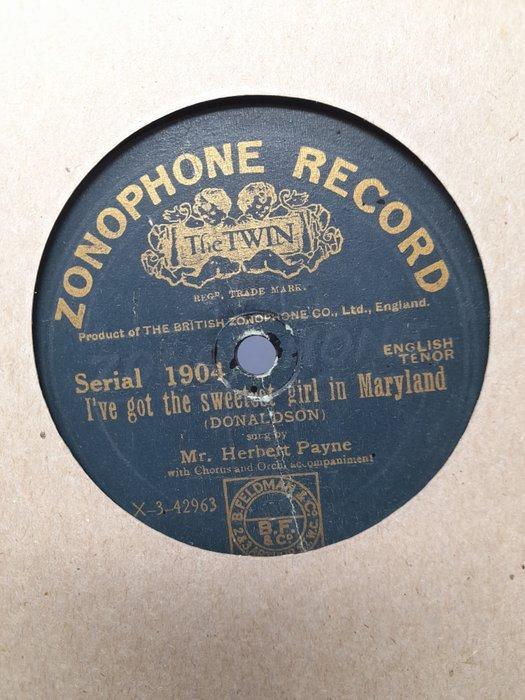 ZONOPHONE RECORD
The TWIN
REGD. TRADE MARK.
Product of THE BRITISH ZONOPHONE CO., Ltd., England.
ENGLISH
TENOR
Serial 1904
I've got the sweetest girl in Maryland
(DONALDSON)
sung by
Mr. Herbert Payne
with Chorus and Orch. accompaniment
X-3-42963
B. FELDMAN & CO.
B.F.
& Co.
2 & 3 W.C.